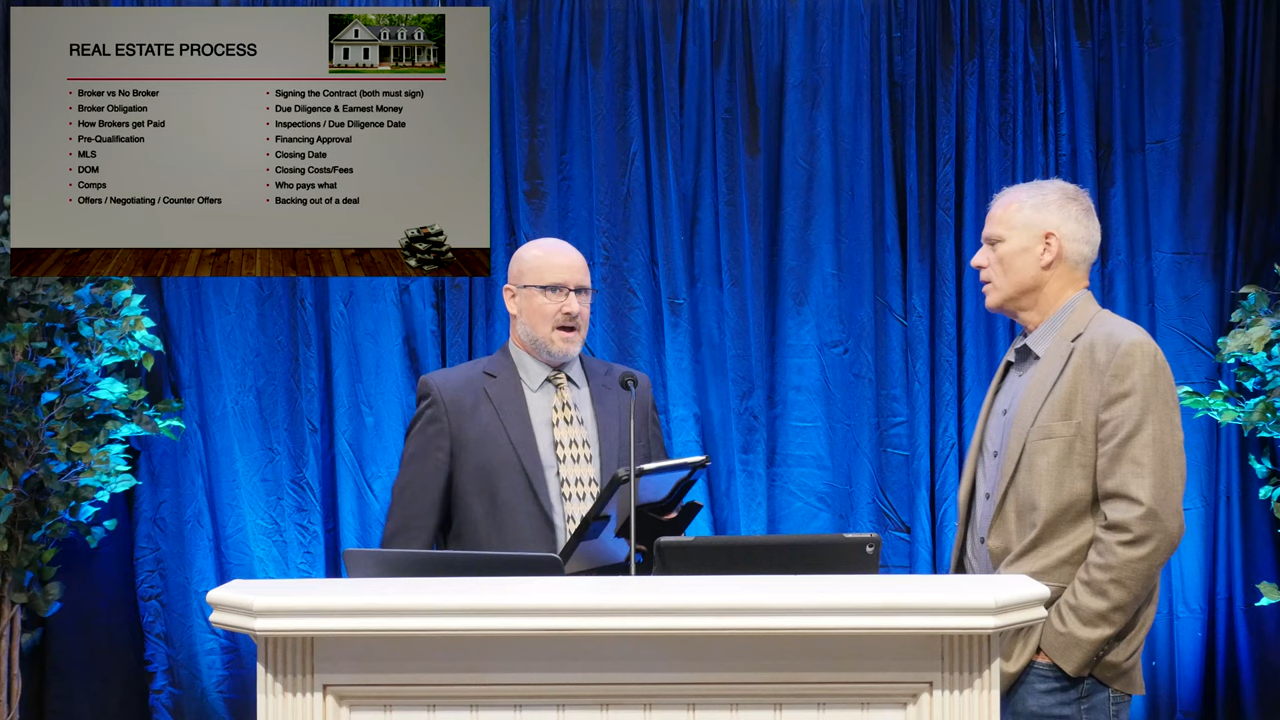 REAL ESTATE PROCESS
• Broker vs No Broker
• Broker Obligation
• How Brokers get Paid
• Pre-Qualification
• MLS
• DOM
• Comps
• Offers / Negotiating / Counter Offers
• Signing the Contract (both must sign)
• Due Diligence & Earnest Money
• Inspections / Due Diligence Date
• Financing Approval
• Closing Date
• Closing Costs/Fees
• Who pays what
• Backing out of a deal